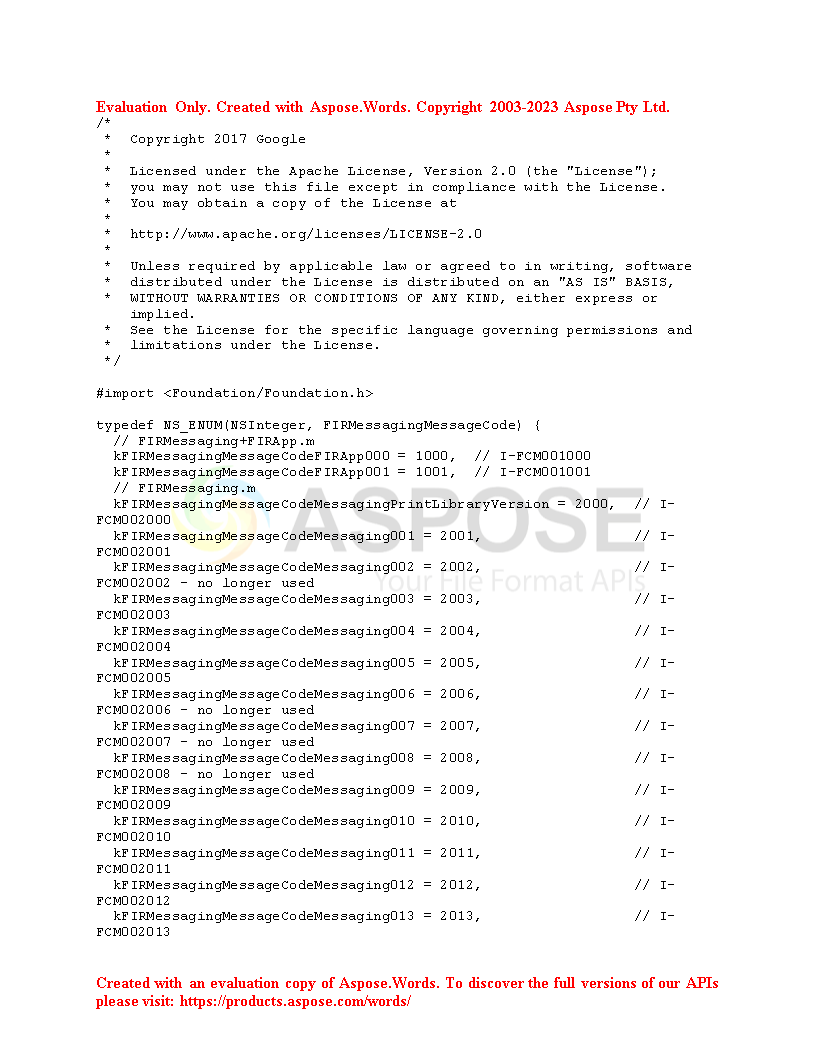 Evaluation Only. Created with Aspose.Words. Copyright 2003-2023 Aspose Pty Ltd.
/*
 *  Copyright 2017 Google
 *
 *  Licensed under the Apache License, Version 2.0 (the "License");
 *  you may not use this file except in compliance with the License.
 *  You may obtain a copy of the License at
 *
 *  http://www.apache.org/licenses/LICENSE-2.0
 *
 *  Unless required by applicable law or agreed to in writing, software
 *  distributed under the License is distributed on an "AS IS" BASIS,
 *  WITHOUT WARRANTIES OR CONDITIONS OF ANY KIND, either express or
    implied.
 *  See the License for the specific language governing permissions and
 *  limitations under the License.
 */
#import <Foundation/Foundation.h>
typedef NS_ENUM(NSInteger, FIRMessagingMessageCode) {
  // FIRMessaging+FIRApp.m
  kFIRMessagingMessageCodeFIRApp000 = 1000,  // I-FCM001000
  kFIRMessagingMessageCodeFIRApp001 = 1001,  // I-FCM001001
  // FIRMessaging.m
  kFIRMessagingMessageCodeMessagingPrintLibraryVersion = 2000,  // I-
FCM002000
  kFIRMessagingMessageCodeMessaging001 = 2001,                  // I-
FCM002001
  kFIRMessagingMessageCodeMessaging002 = 2002,                  // I-
FCM002002 - no longer used
  kFIRMessagingMessageCodeMessaging003 = 2003,                  // I-
FCM002003
  kFIRMessagingMessageCodeMessaging004 = 2004,                  // I-
FCM002004
  kFIRMessagingMessageCodeMessaging005 = 2005,                  // I-
FCM002005
  kFIRMessagingMessageCodeMessaging006 = 2006,                  // I-
FCM002006 - no longer used
  kFIRMessagingMessageCodeMessaging007 = 2007,                  // I-
FCM002007 - no longer used
  kFIRMessagingMessageCodeMessaging008 = 2008,                  // I-
FCM002008 - no longer used
  kFIRMessagingMessageCodeMessaging009 = 2009,                  // I-
FCM002009
  kFIRMessagingMessageCodeMessaging010 = 2010,                  // I-
FCM002010
  kFIRMessagingMessageCodeMessaging011 = 2011,                  // I-
FCM002011
  kFIRMessagingMessageCodeMessaging012 = 2012,                  // I-
FCM002012
  kFIRMessagingMessageCodeMessaging013 = 2013,                  // I-
FCM002013
ASPOSE
Your File Format APIs
Created with an evaluation copy of Aspose.Words. To discover the full versions of our APIs
please visit: https://products.aspose.com/words/